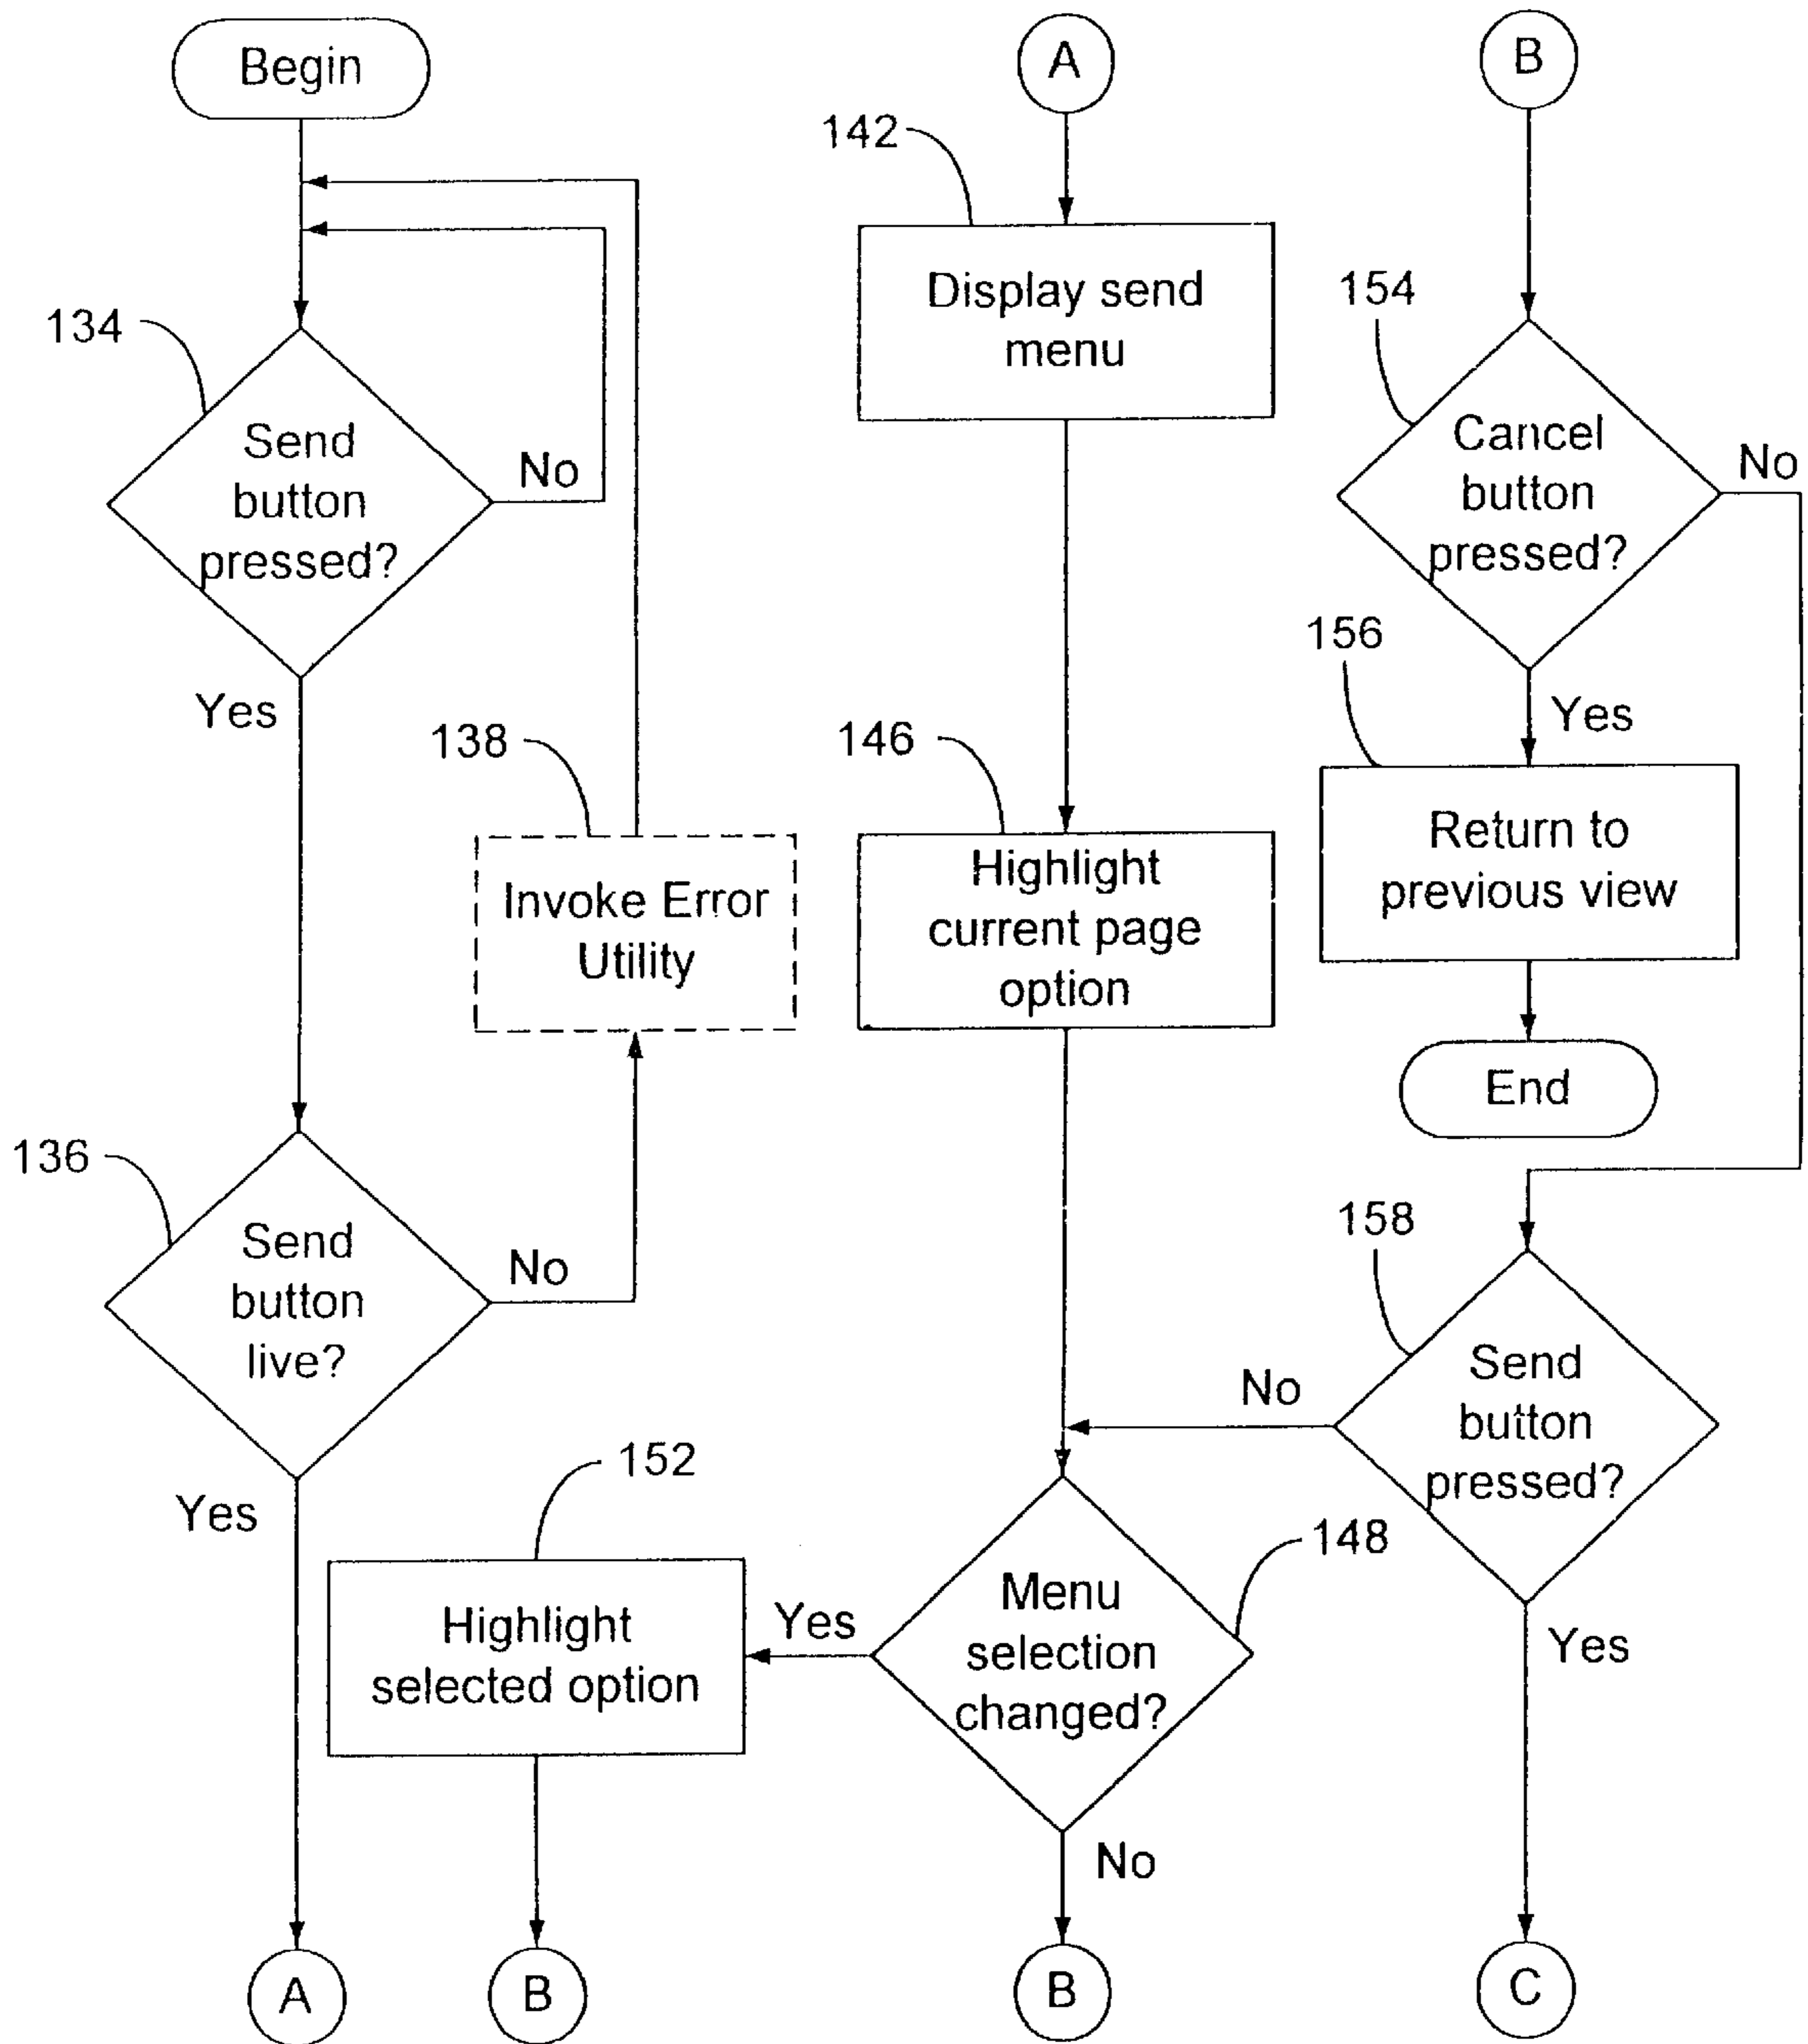 Begin
134
Send
button
pressed?
No
Yes
138
Invoke Error
Utility
136
Send
button
live?
No
Yes
A
152
Highlight
selected option
B
A
142
Display send
menu
146
Highlight
current page
option
148
Menu
selection
changed?
Yes
No
B
B
154
Cancel
button
pressed?
No
Yes
156
Return to
previous view
End
158
Send
button
pressed?
No
Yes
C